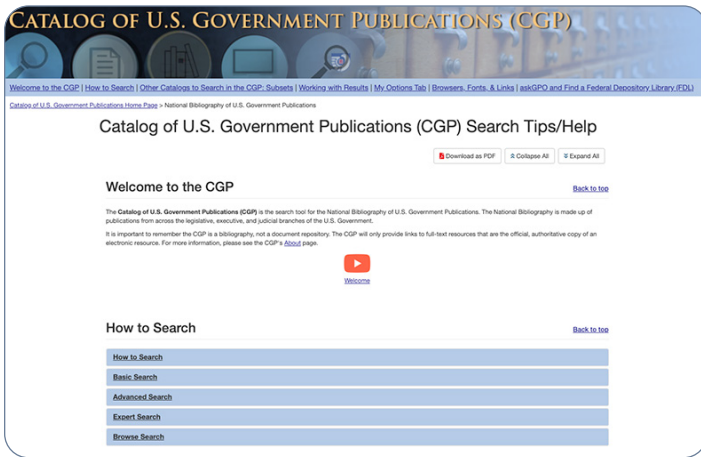 CATALOG OF U.S. GOVERNMENT PUBLICATIONS (CGP)
Welcome to the CGP | How to Search | Other Catalogs to Search in the CGP: Subsets | Working with Results | My Options Tab | Browsers, Fonts, & Links | askGPO and Find a Federal Depository Library (FDL)
Catalog of U.S. Government Publications Home Page > National Bibliography of U.S. Government Publications
Catalog of U.S. Government Publications (CGP) Search Tips/Help
Download as PDF Collapse All Expand All
Welcome to the CGP Back to top
The Catalog of U.S. Government Publications (CGP) is the search tool for the National Bibliography of U.S. Government Publications. The National Bibliography is made up of
publications from across the legislative, executive, and judicial branches of the U.S. Government.
It is important to remember the CGP is a bibliography, not a document repository. The CGP will only provide links to full-text resources that are the official, authoritative copy of an
electronic resource. For more information, please see the CGP's About page.
Welcome
How to Search Back to top
How to Search
Basic Search
Advanced Search
Expert Search
Browse Search